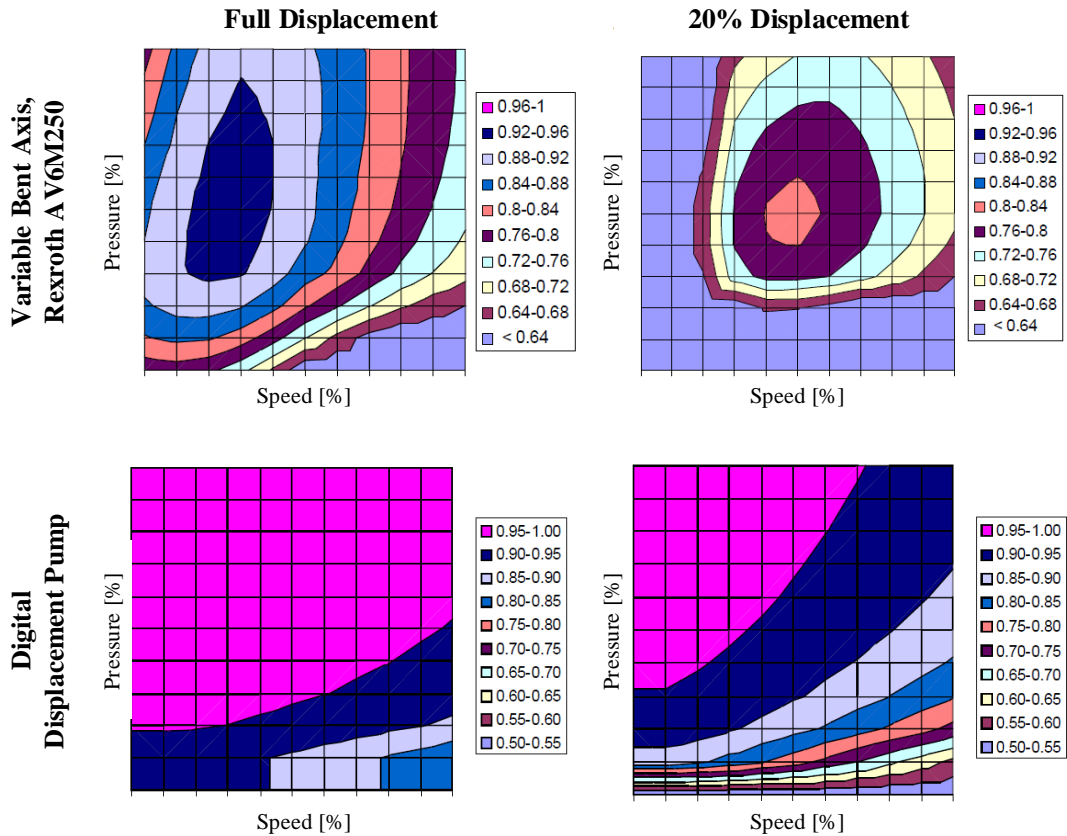 Full Displacement
20% Displacement
Variable Bent Axis,
Rexroth AV6M250
Pressure [%]
0.96-1
0.92-0.96
0.88-0.92
0.84-0.88
0.8-0.84
0.76-0.8
0.72-0.76
0.68-0.72
0.64-0.68
< 0.64
Speed [%]
Pressure [%]
0.96-1
0.92-0.96
0.88-0.92
0.84-0.88
0.8-0.84
0.76-0.8
0.72-0.76
0.68-0.72
0.64-0.68
< 0.64
Speed [%]
Digital
Displacement Pump
Pressure [%]
0.95-1.00
0.90-0.95
0.85-0.90
0.80-0.85
0.75-0.80
0.70-0.75
0.65-0.70
0.60-0.65
0.55-0.60
0.50-0.55
Speed [%]
Pressure [%]
0.95-1.00
0.90-0.95
0.85-0.90
0.80-0.85
0.75-0.80
0.70-0.75
0.65-0.70
0.60-0.65
0.55-0.60
0.50-0.55
Speed [%]